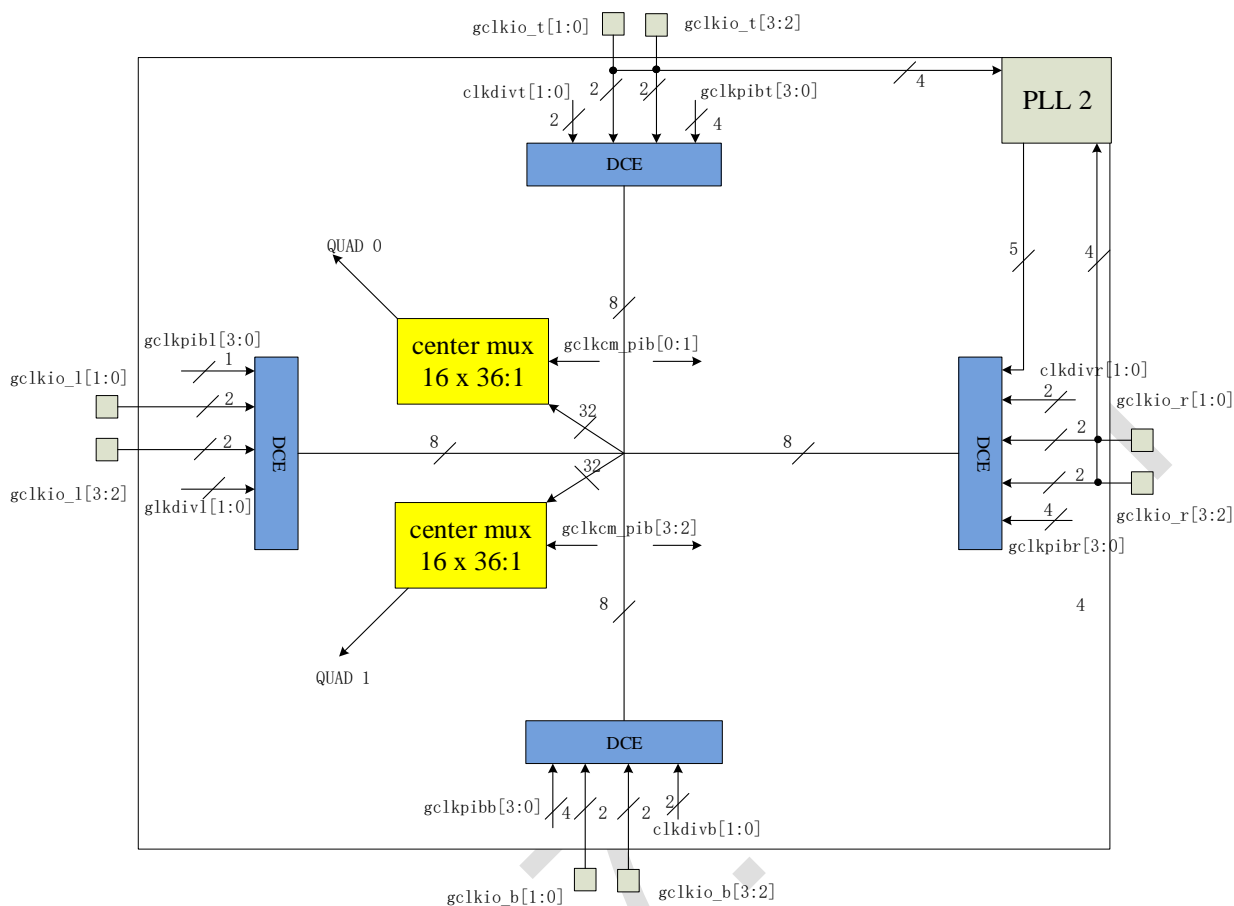 gclkio_t[1:0]
gclkio_t[3:2]
clkdivt[1:0]
2
2
2
gclkpibt[3:0]
4
4
PLL 2
DCE
QUAD 0
8
5
4
center mux
16 x 36:1
gclkcm_pib[0:1]
gclkpibl[3:0]
1
gclkio_l[1:0]
2
2
gclkio_l[3:2]
glkdivl[1:0]
DCE
8
32
32
8
DCE
clkdivr[1:0]
2
gclkio_r[1:0]
2
2
gclkio_r[3:2]
4
gclkpibr[3:0]
center mux
16 x 36:1
gclkcm_pib[3:2]
8
4
QUAD 1
DCE
gclkpibb[3:0]
4
2
2
2
clkdivb[1:0]
gclkio_b[1:0]
gclkio_b[3:2]